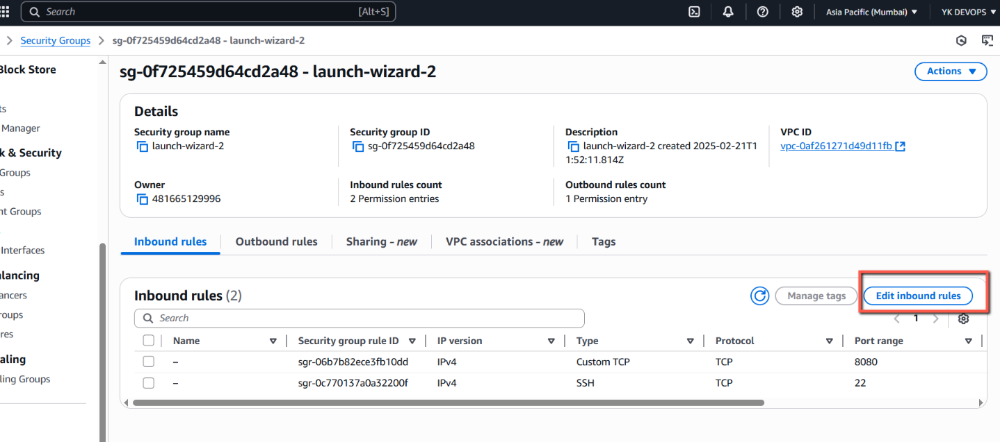 Search [Alt+S] Asia Pacific (Mumbai) YK DEVOPS
Security Groups sg-0f725459d64cd2a48 - launch-wizard-2
Block Store
ts
Manager
k & Security
Groups
s
nt Groups
Interfaces
alancing
ancers
roups
res
aling
ling Groups
sg-0f725459d64cd2a48 - launch-wizard-2 Actions
Details
Security group name Security group ID Description VPC ID
launch-wizard-2 sg-0f725459d64cd2a48 launch-wizard-2 created 2025-02-21T1 vpc-0af261271d49d11fb
1:52:11.814Z
Owner Inbound rules count Outbound rules count
481665129996 2 Permission entries 1 Permission entry
Inbound rules Outbound rules Sharing - new VPC associations - new Tags
Inbound rules (2) Manage tags Edit inbound rules
Search 1
Name Security group rule ID IP version Type Protocol Port range
– sgr-06b7b82ece3fb10dd IPv4 Custom TCP TCP 8080
– sgr-0c770137a0a32200f IPv4 SSH TCP 22